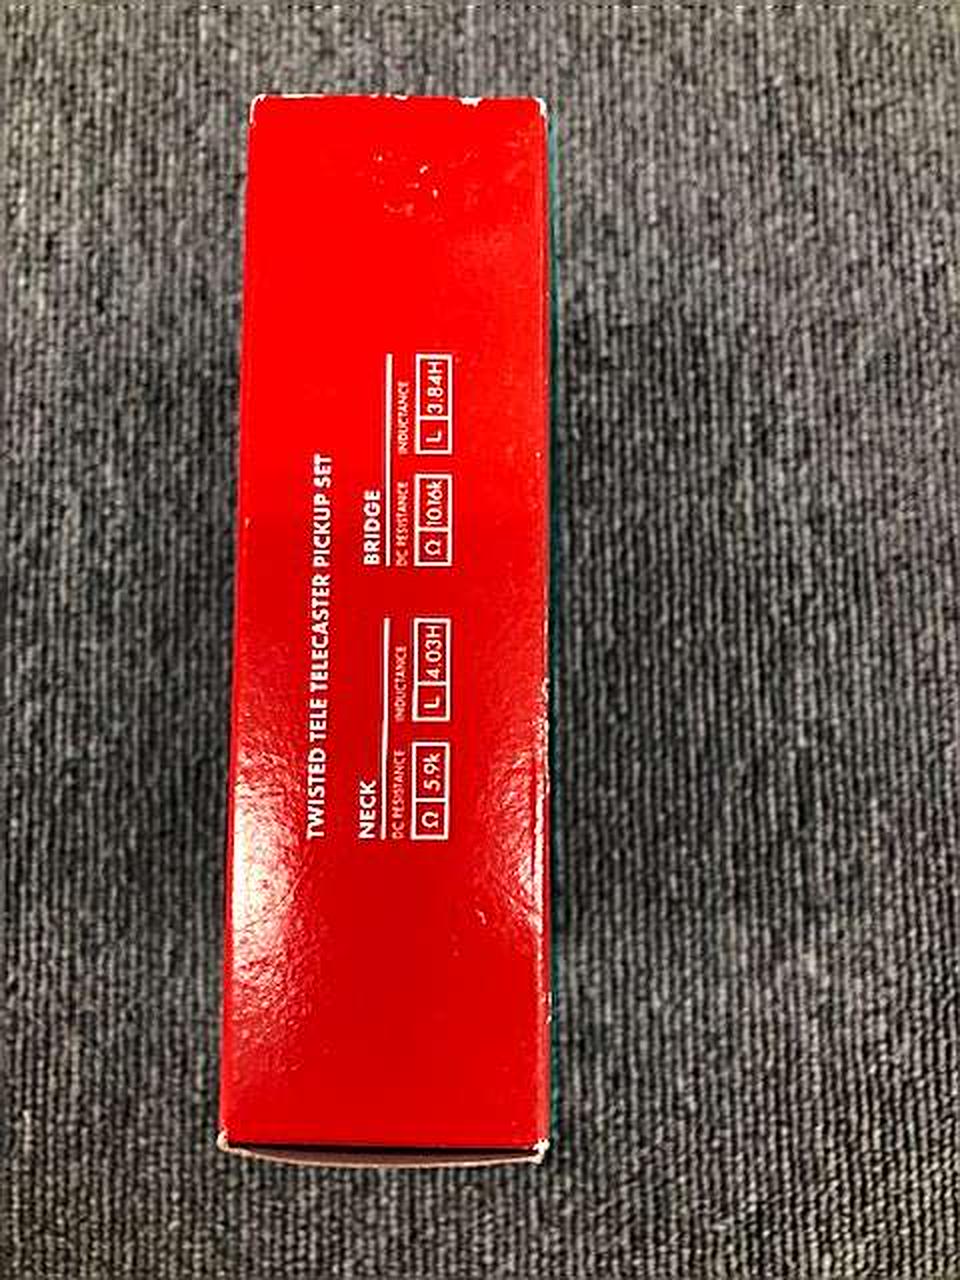 TWISTED TELE TELECASTER PICKUP SET
NECK
DC RESISTANCE INDUCTANCE
Ω 5.9k L 4.03H
BRIDGE
DC RESISTANCE INDUCTANCE
Ω 10.16k L 3.84H